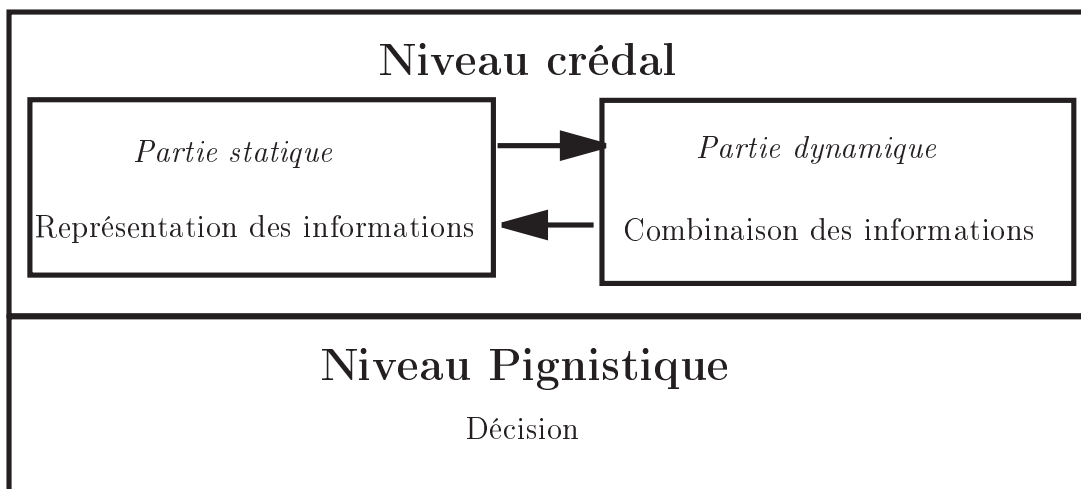 Niveau crédal
Partie statique
Représentation des informations
Partie dynamique
Combinaison des informations
Niveau Pignistique
Décision